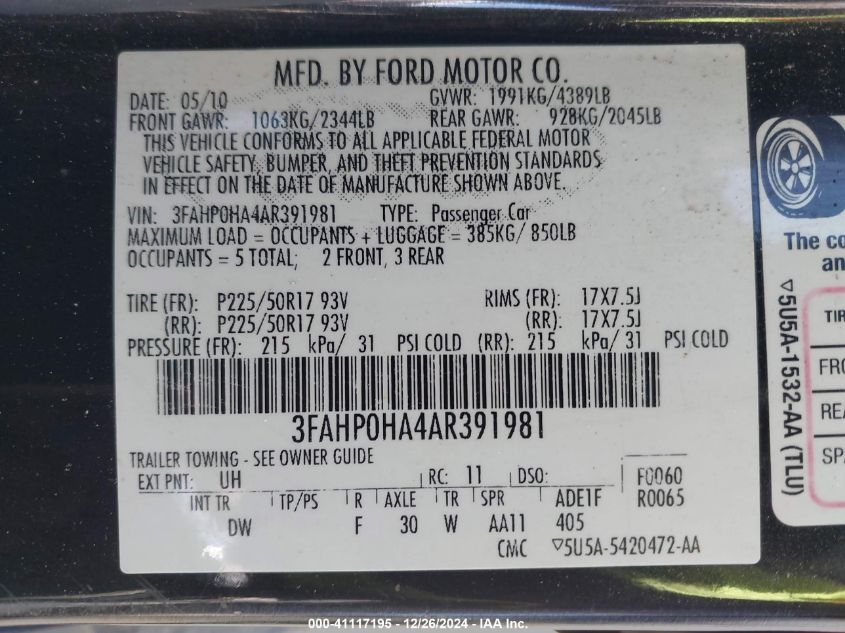 MFD. BY FORD MOTOR CO.
DATE: 05/10 GVWR: 1991KG/4389LB
FRONT GAWR: 1063KG/2344LB REAR GAWR: 928KG/2045LB
THIS VEHICLE CONFORMS TO ALL APPLICABLE FEDERAL MOTOR
VEHICLE SAFETY, BUMPER, AND THEFT PREVENTION STANDARDS
IN EFFECT ON THE DATE OF MANUFACTURE SHOWN ABOVE.
VIN: 3FAHP0HA4AR391981 TYPE: Passenger Car
MAXIMUM LOAD = OCCUPANTS + LUGGAGE = 385KG/ 850LB
OCCUPANTS = 5 TOTAL; 2 FRONT, 3 REAR
TIRE (FR): P225/50R17 93V RIMS (FR): 17X7.5J
(RR): P225/50R17 93V (RR): 17X7.5J
PRESSURE (FR): 215 kPa/ 31 PSI COLD (RR): 215 kPa/ 31 PSI COLD
3FAHP0HA4AR391981
TRAILER TOWING - SEE OWNER GUIDE
EXT PNT: UH RC: 11 DSO: F0060
INT TR TP/PS R AXLE TR SPR ADE1F R0065
DW F 30 W AA11 405
CMC ▽5U5A-5420472-AA
▽5U5A-1532-AA (TLU)
The co
an
TIR
FRO
REA
SPA
000-41117195 - 12/26/2024 - IAA Inc.